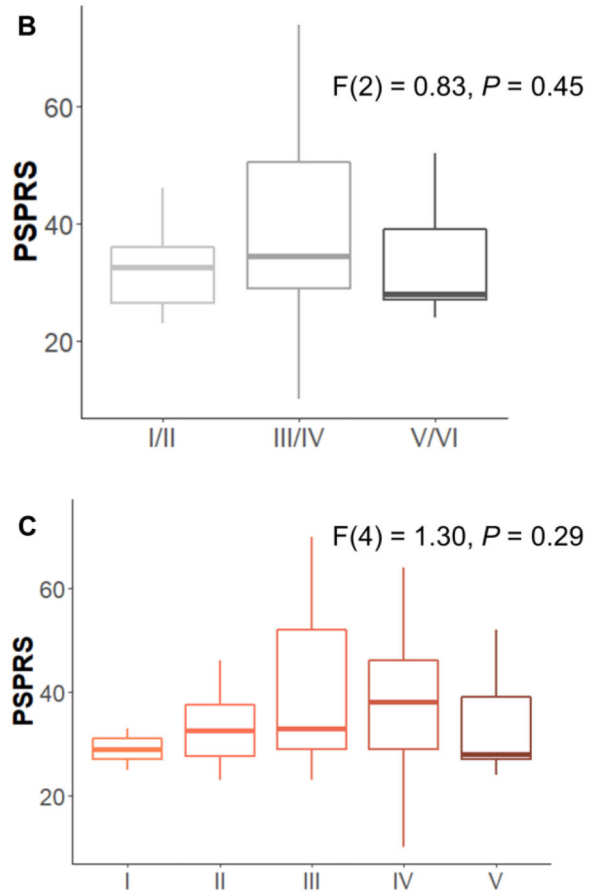 B
F(2) = 0.83, P = 0.45
PSPRS
60
40
20
I/II
III/IV
V/VI
C
F(4) = 1.30, P = 0.29
PSPRS
60
40
20
I
II
III
IV
V